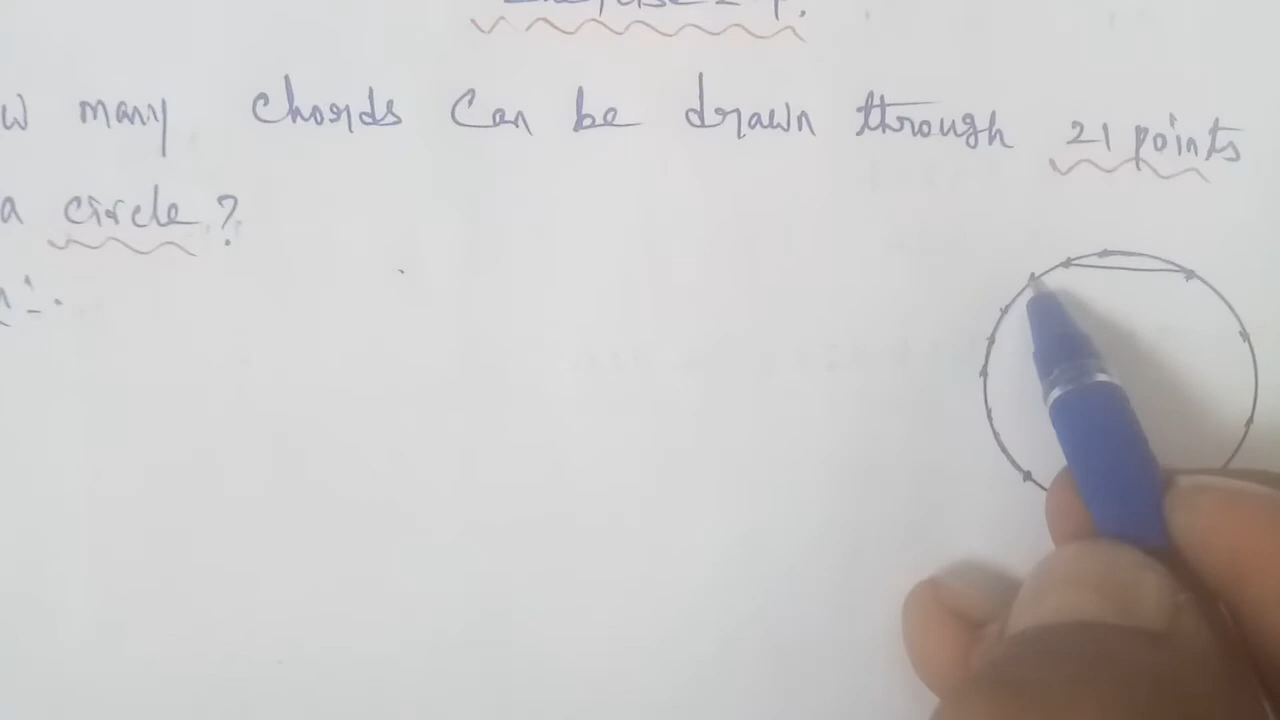 many chords can be drawn through 21 points
a circle ?